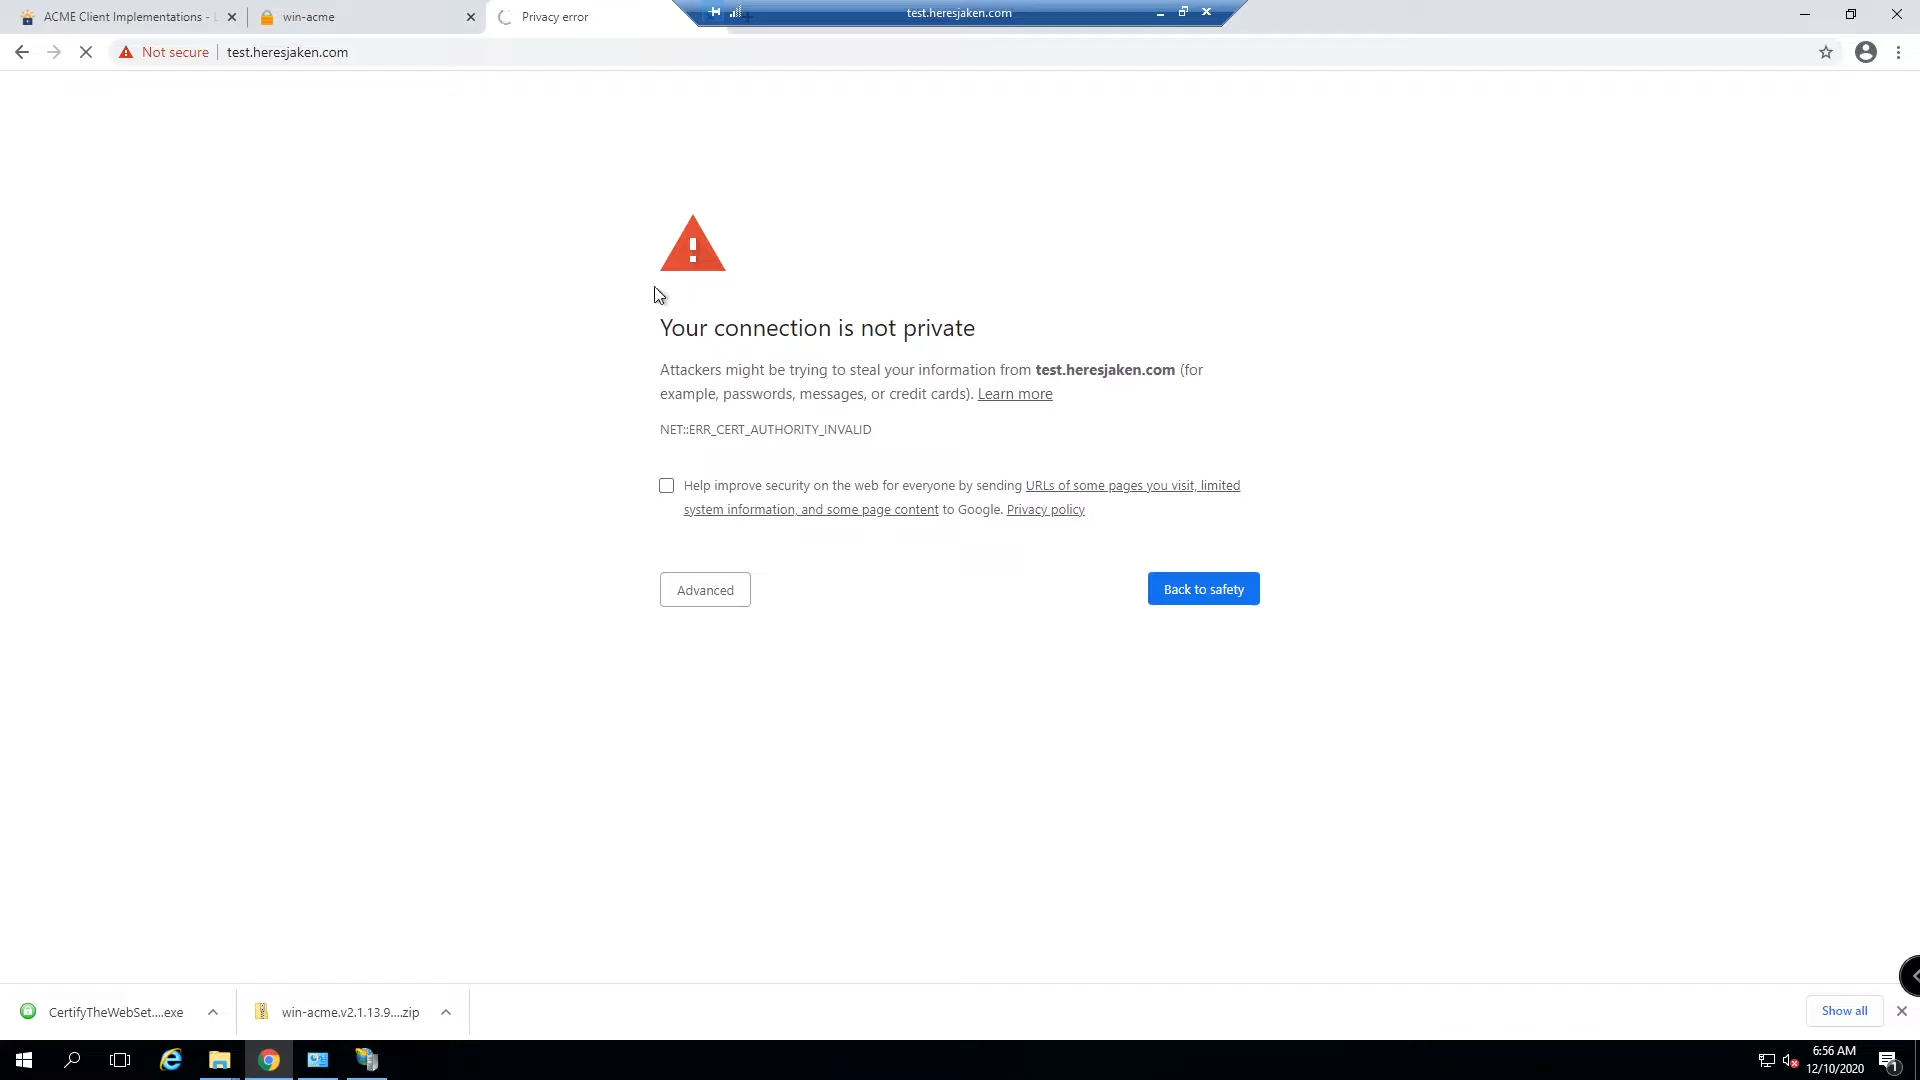 ACME Client Implementations - L
win-acme
Privacy error
test.heresjaken.com
Not secure
test.heresjaken.com
Your connection is not private
Attackers might be trying to steal your information from test.heresjaken.com (for
example, passwords, messages, or credit cards). Learn more
NET::ERR_CERT_AUTHORITY_INVALID
Help improve security on the web for everyone by sending URLs of some pages you visit, limited
system information, and some page content to Google. Privacy policy
Advanced
Back to safety
CertifyTheWebSet....exe
win-acme.v2.1.13.9....zip
Show all
6:56 AM
12/10/2020
1